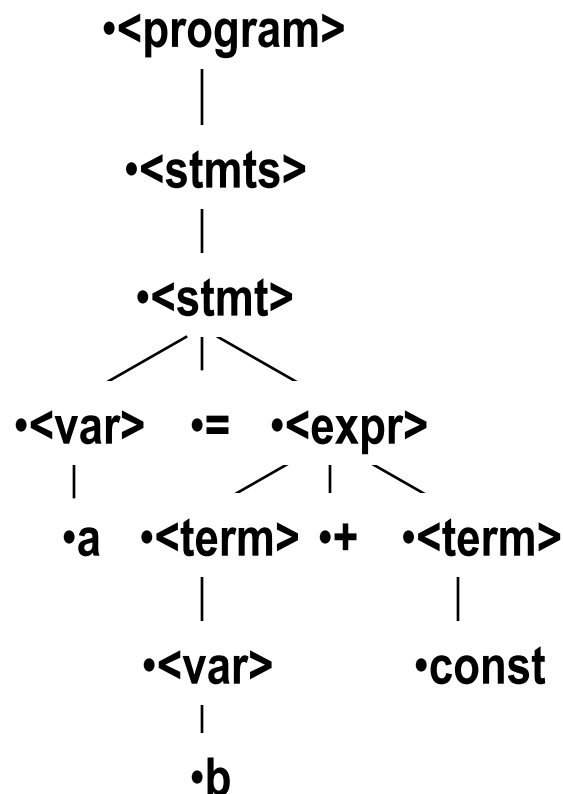 •<program>
•<stmts>
•<stmt>
•<var> •= •<expr>
•a •<term> •+ •<term>
•<var> •const
•b